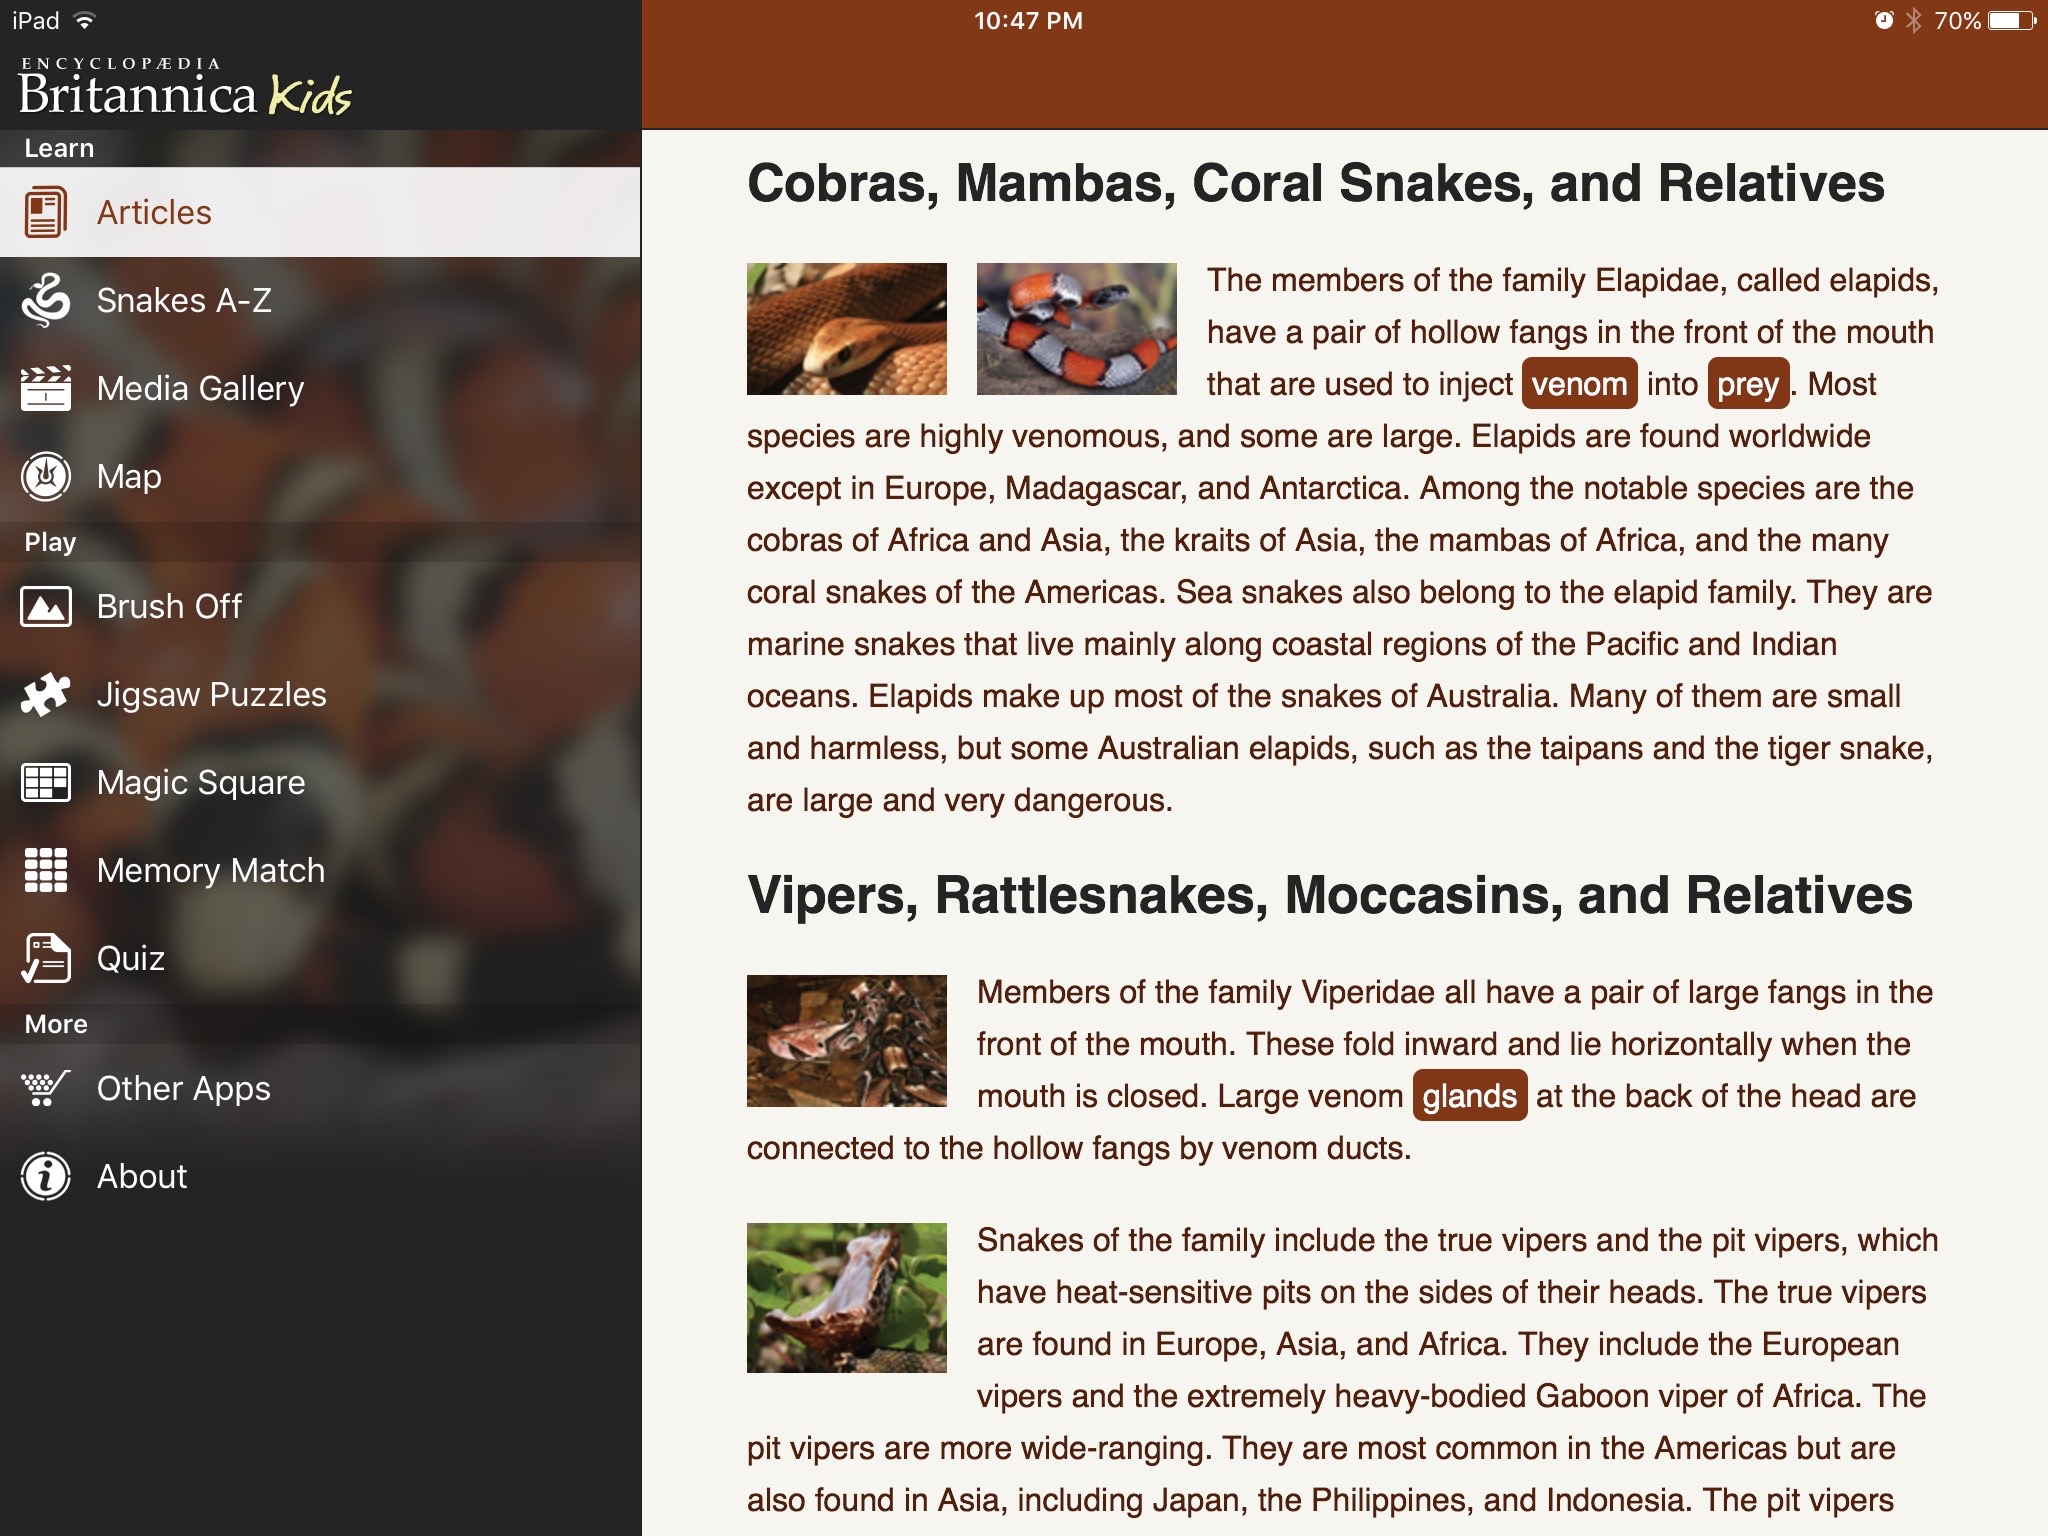 iPad
10:47 PM
70%
ENCYCLOPÆDIA
Britannica Kids
Learn
Articles
Snakes A-Z
Media Gallery
Map
Play
Brush Off
Jigsaw Puzzles
Magic Square
Memory Match
Quiz
More
Other Apps
About
Cobras, Mambas, Coral Snakes, and Relatives
The members of the family Elapidae, called elapids,
have a pair of hollow fangs in the front of the mouth
that are used to inject venom into prey. Most
species are highly venomous, and some are large. Elapids are found worldwide
except in Europe, Madagascar, and Antarctica. Among the notable species are the
cobras of Africa and Asia, the kraits of Asia, the mambas of Africa, and the many
coral snakes of the Americas. Sea snakes also belong to the elapid family. They are
marine snakes that live mainly along coastal regions of the Pacific and Indian
oceans. Elapids make up most of the snakes of Australia. Many of them are small
and harmless, but some Australian elapids, such as the taipans and the tiger snake,
are large and very dangerous.
Vipers, Rattlesnakes, Moccasins, and Relatives
Members of the family Viperidae all have a pair of large fangs in the
front of the mouth. These fold inward and lie horizontally when the
mouth is closed. Large venom glands at the back of the head are
connected to the hollow fangs by venom ducts.
Snakes of the family include the true vipers and the pit vipers, which
have heat-sensitive pits on the sides of their heads. The true vipers
are found in Europe, Asia, and Africa. They include the European
vipers and the extremely heavy-bodied Gaboon viper of Africa. The
pit vipers are more wide-ranging. They are most common in the Americas but are
also found in Asia, including Japan, the Philippines, and Indonesia. The pit vipers